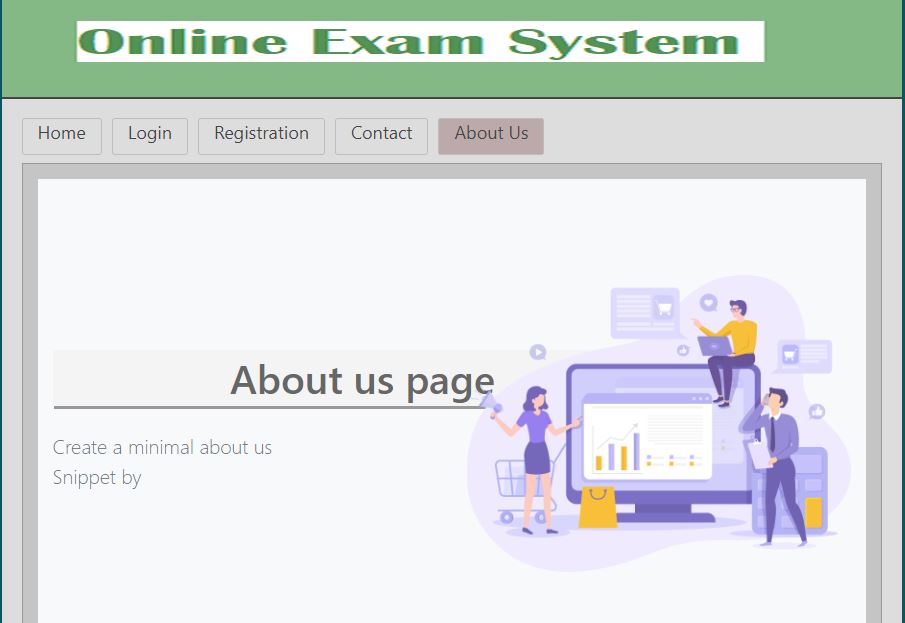 Online Exam System
Home Login Registration Contact About Us
About us page
Create a minimal about us
Snippet by